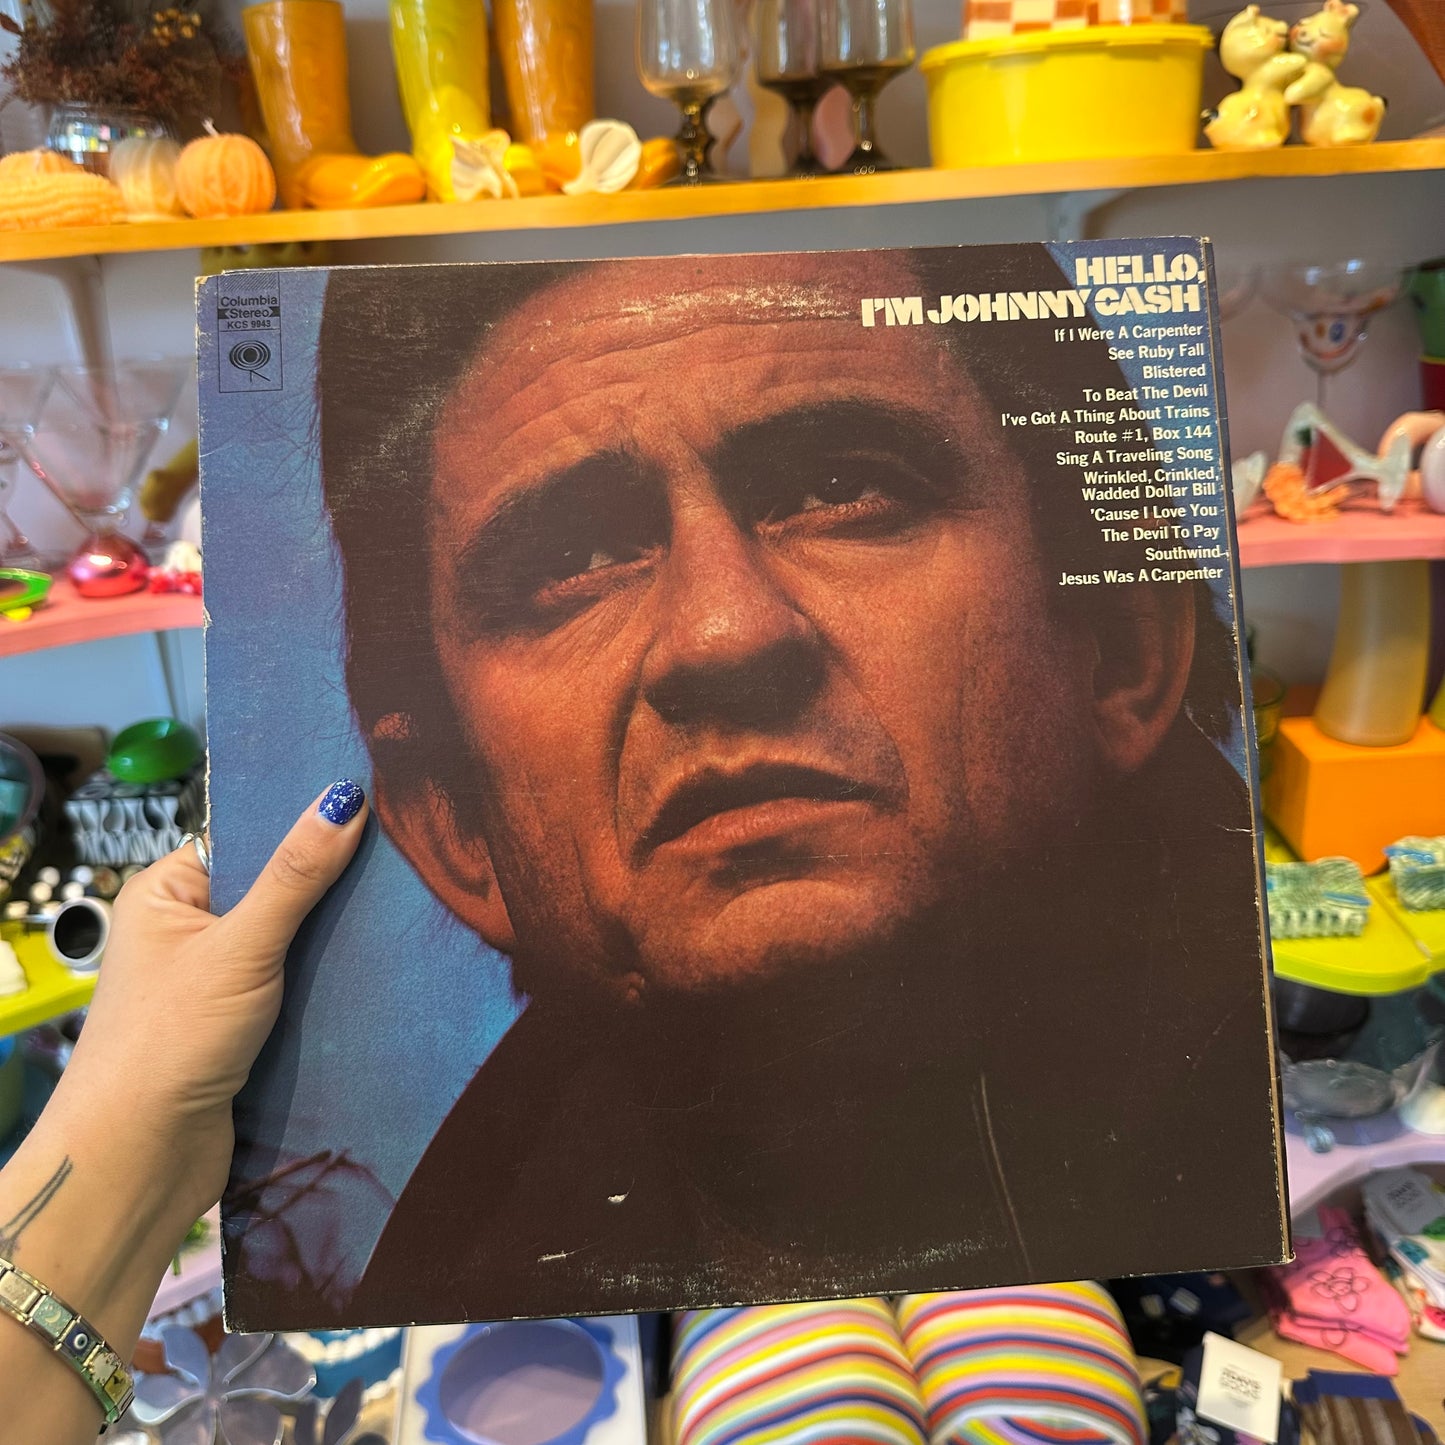 Columbia
Stereo
KCS 9943
HELLO,
I'M JOHNNY CASH
If I Were A Carpenter
See Ruby Fall
Blistered
To Beat The Devil
I've Got A Thing About Trains
Route #1, Box 144
Sing A Traveling Song
Wrinkled, Crinkled,
Wadded Dollar Bill
'Cause I Love You
The Devil To Pay
Southwind
Jesus Was A Carpenter